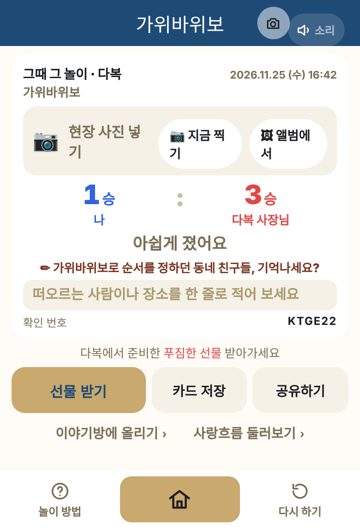 가위바위보
소리
그때 그 놀이 · 다복
2026.11.25 (수) 16:42
가위바위보
현장 사진 넣
기
지금 찍
기
앨범에
서
1승
:
3승
나
다복 사장님
아쉽게 졌어요
✏ 가위바위보로 순서를 정하던 동네 친구들, 기억나세요?
떠오르는 사람이나 장소를 한 줄로 적어 보세요
확인 번호
KTGE22
다복에서 준비한 푸짐한 선물 받아가세요
선물 받기
카드 저장
공유하기
이야기방에 올리기 ›
사랑흐름 둘러보기 ›
놀이 방법
다시 하기